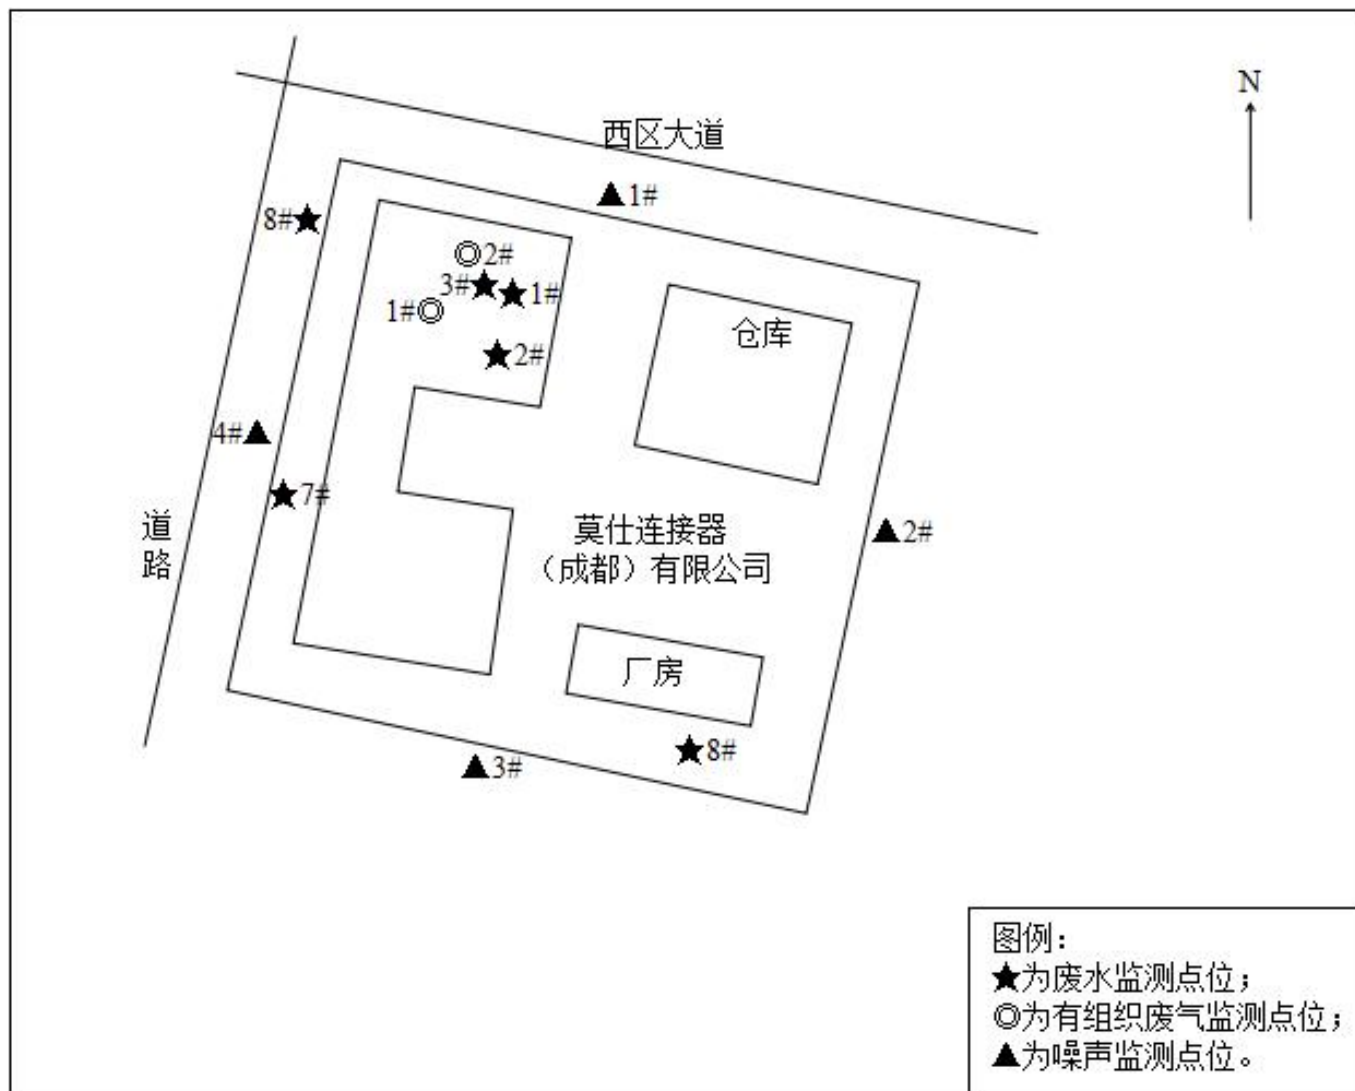 N
西区大道
▲1#
8#★
◎2#
3#★
★1#
1#◎
仓库
★2#
4#▲
★7#
道路
莫仕连接器
（成都）有限公司
▲2#
厂房
★8#
▲3#
图例：
★为废水监测点位；
◎为有组织废气监测点位；
▲为噪声监测点位。